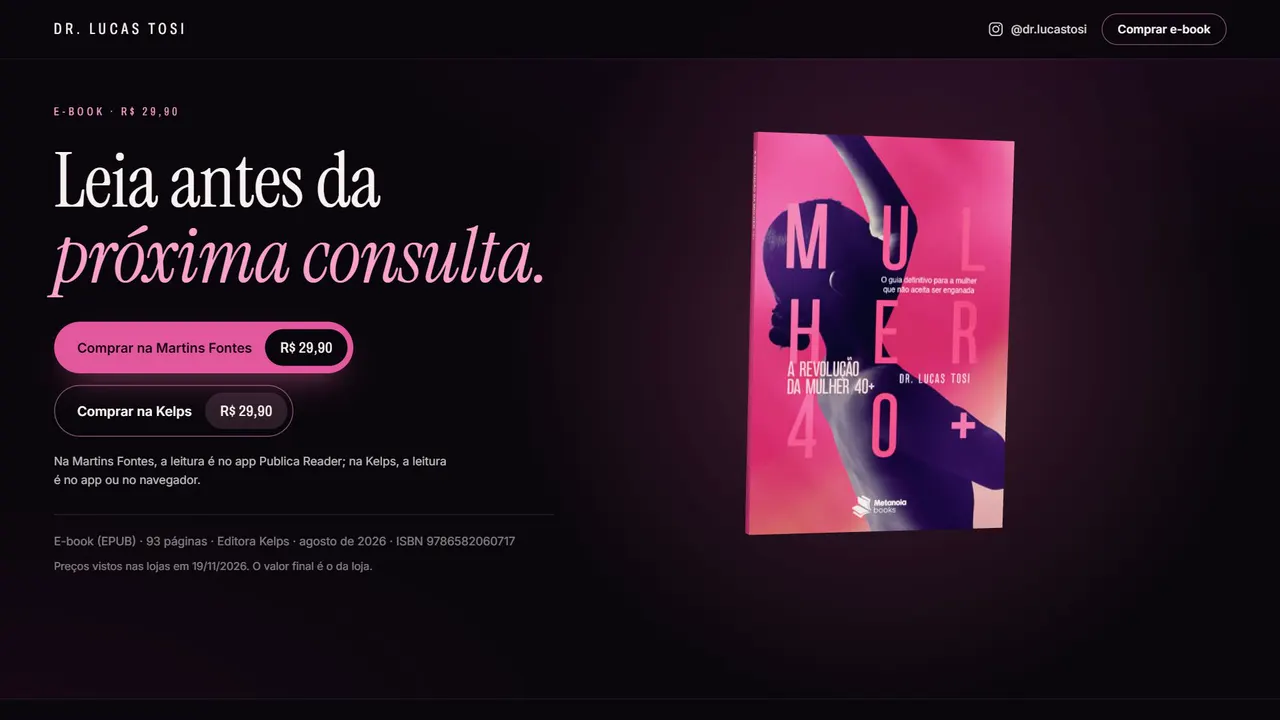 DR. LUCAS TOSI
@dr.lucastosi
Comprar e-book
E-BOOK · R$ 29,90
Leia antes da
próxima consulta.
Comprar na Martins Fontes
R$ 29,90
Comprar na Kelps
R$ 29,90
Na Martins Fontes, a leitura é no app Publica Reader; na Kelps, a leitura
é no app ou no navegador.
E-book (EPUB) · 93 páginas · Editora Kelps · agosto de 2026 · ISBN 9786582060717
Preços vistos nas lojas em 19/11/2026. O valor final é o da loja.
MUL
O guia definitivo para a mulher
que não aceita ser enganada
HER
A REVOLUÇÃO
DA MULHER 40+
DR. LUCAS TOSI
40+
Metanoia
books